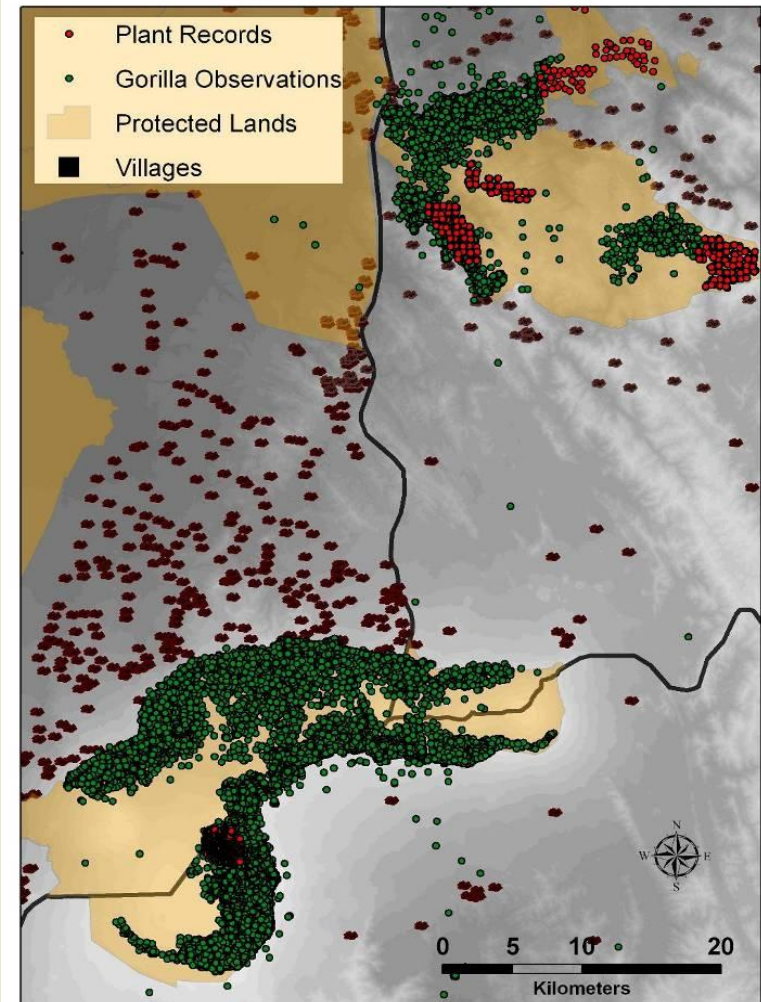 Plant Records
Gorilla Observations
Protected Lands
Villages
N
W E
S
0 5 10 20
Kilometers